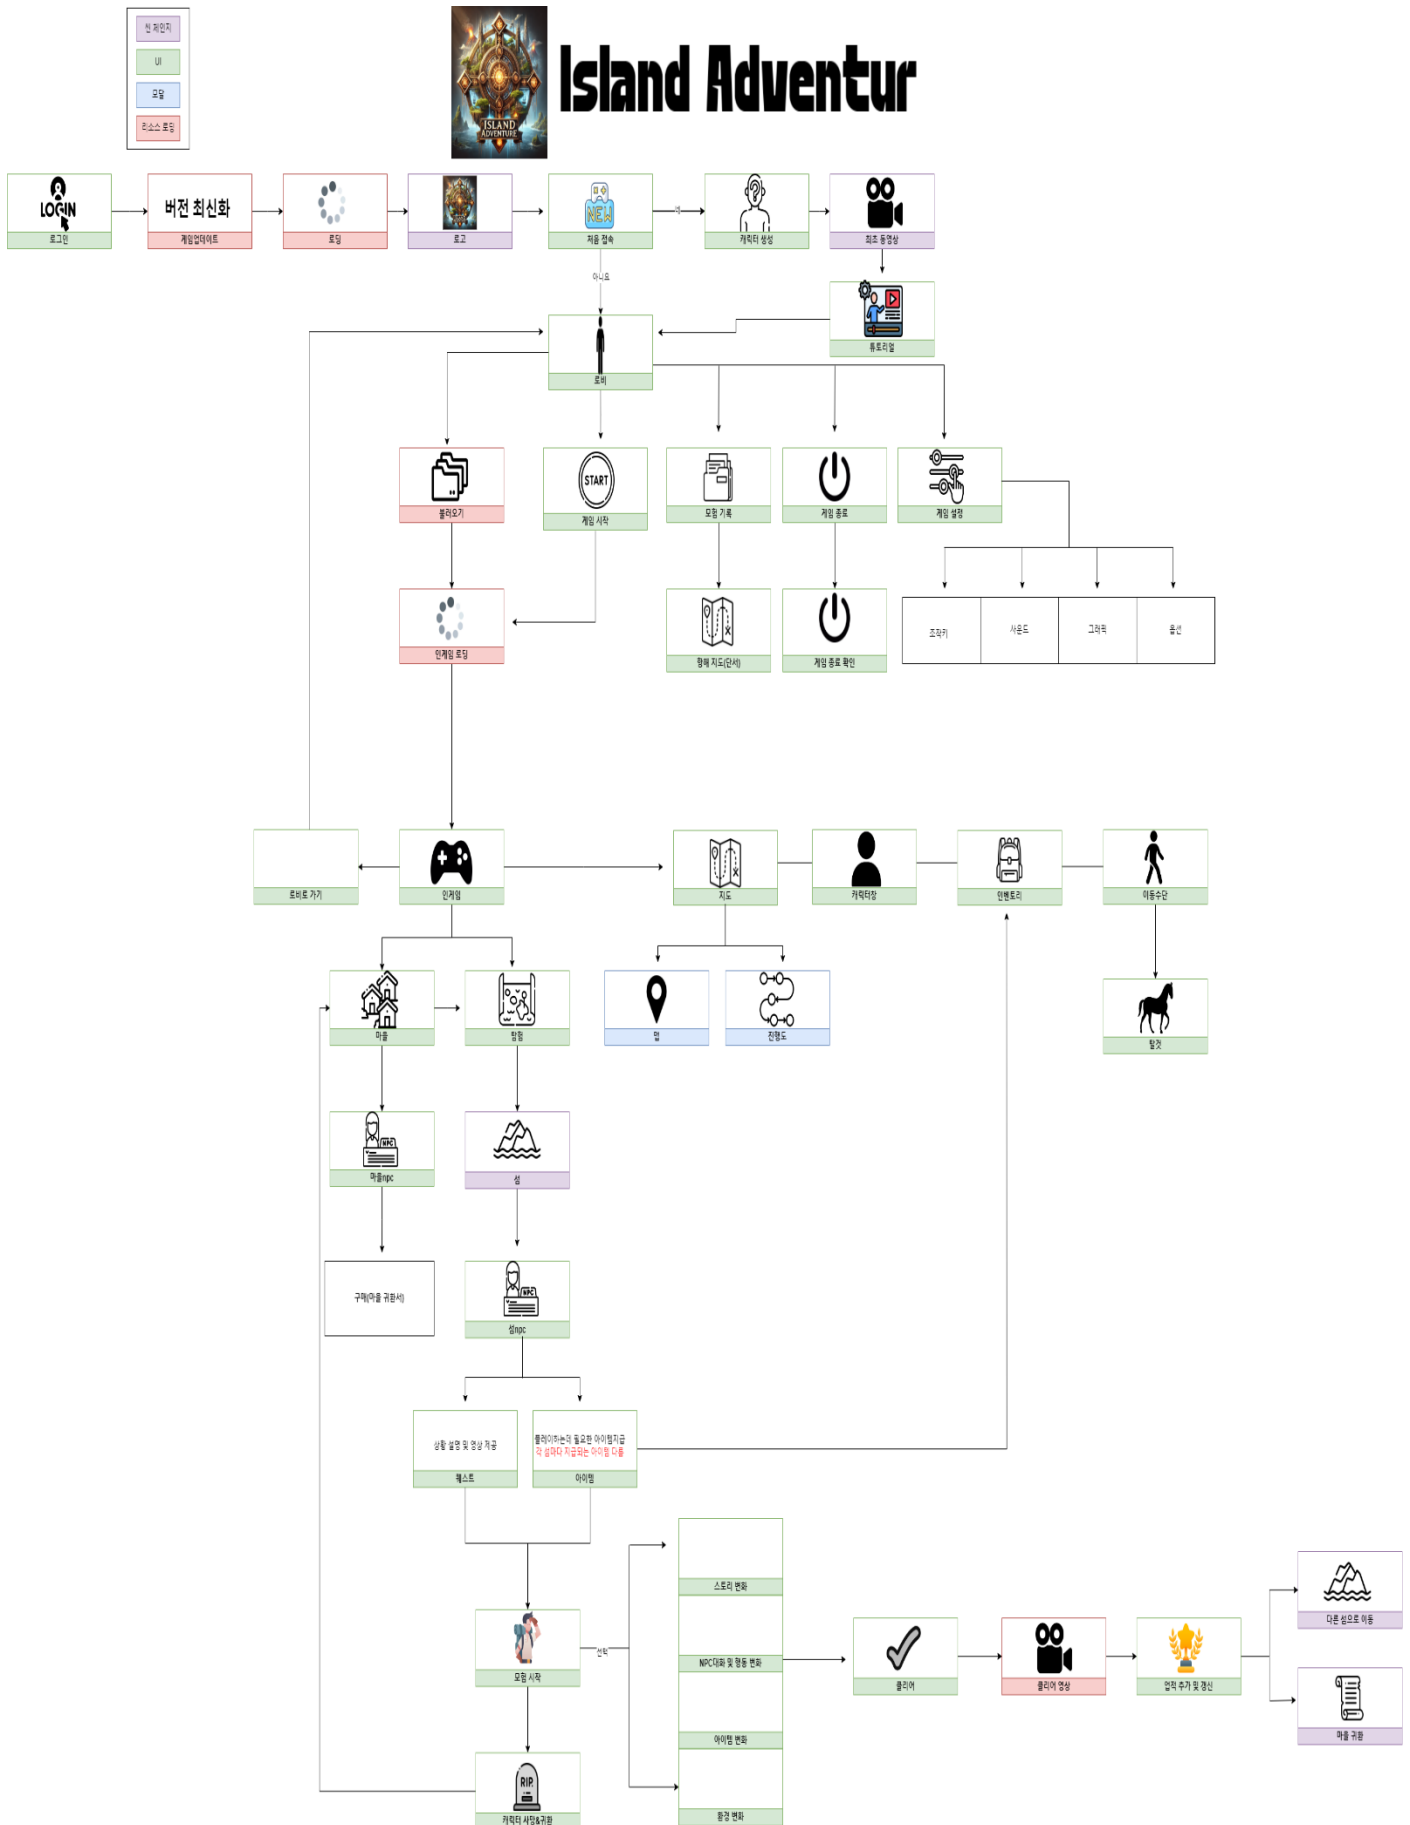 씬 체인지
UI
모달
리소스 로딩
ISLAND
ADVENTURE
Island Adventur
LOGIN
로그인
버전 최신화
게임업데이트
로딩
로고
NEW
처음 접속
예
캐릭터 생성
최초 동영상
아니요
튜토리얼
로비
불러오기
START
게임 시작
모험 기록
게임 종료
게임 설정
인게임 로딩
항해 지도(단서)
게임 종료 확인
조작키
사운드
그래픽
옵션
로비로 가기
인게임
지도
캐릭터창
인벤토리
이동수단
마을
탐험
맵
진행도
탈것
NPC
마을npc
섬
구매(마을 귀환서)
NPC
섬npc
상황 설명 및 영상 제공
퀘스트
플레이하는데 필요한 아이템지급
각 섬마다 지급되는 아이템 다름
아이템
스토리 변화
NPC대화 및 행동 변화
아이템 변화
환경 변화
모험 시작
선택
클리어
클리어 영상
업적 추가 및 갱신
다른 섬으로 이동
마을 귀환
RIP
캐릭터 사망&귀환